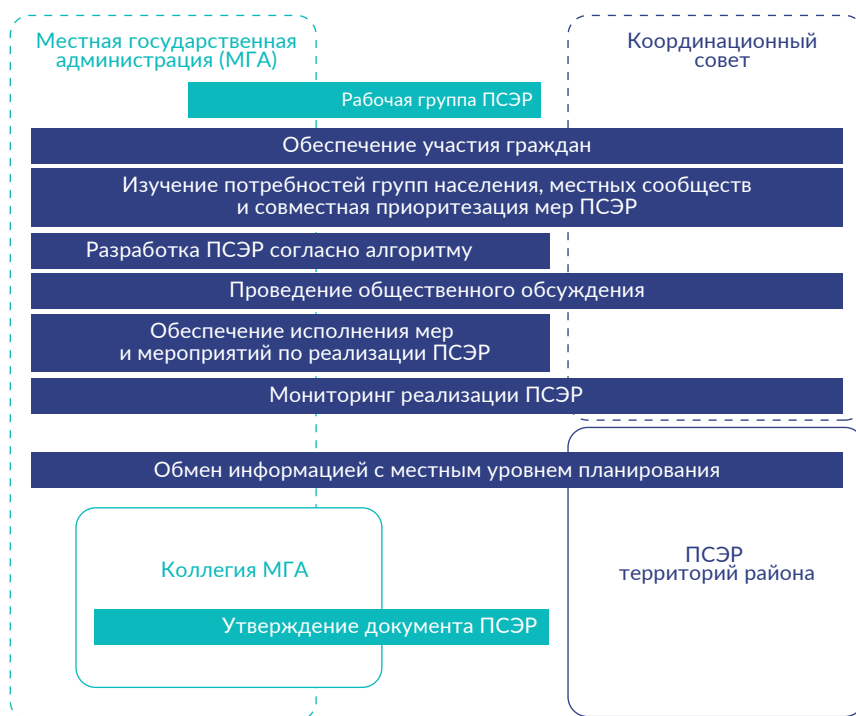 Местная государственная
администрация (МГА)
Координационный
совет
Рабочая группа ПСЭР
Обеспечение участия граждан
Изучение потребностей групп населения, местных сообществ
и совместная приоритезация мер ПСЭР
Разработка ПСЭР согласно алгоритму
Проведение общественного обсуждения
Обеспечение исполнения мер
и мероприятий по реализации ПСЭР
Мониторинг реализации ПСЭР
Обмен информацией с местным уровнем планирования
Коллегия МГА
ПСЭР
территорий района
Утверждение документа ПСЭР